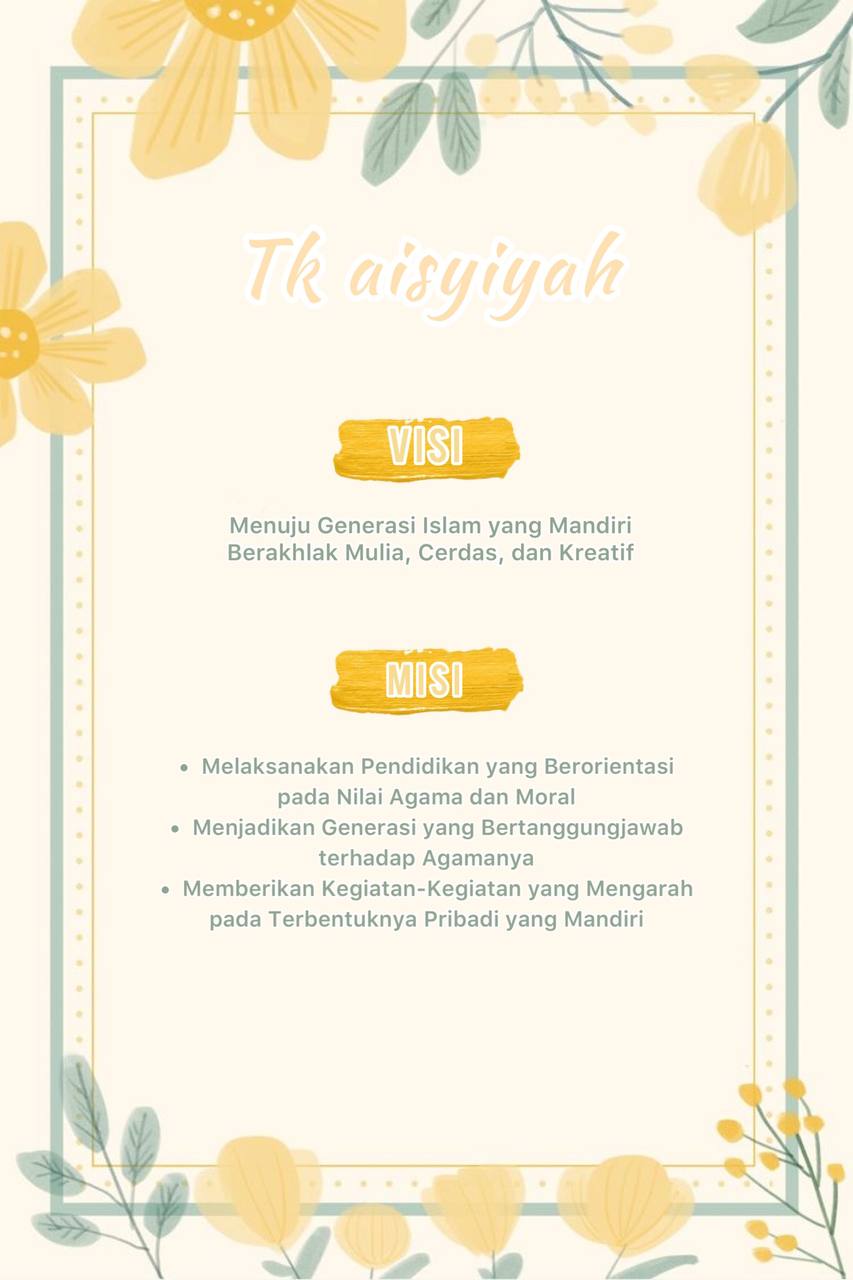 Tk aisyiyah
VISI
Menuju Generasi Islam yang Mandiri
Berakhlak Mulia, Cerdas, dan Kreatif
MISI
• Melaksanakan Pendidikan yang Berorientasi
pada Nilai Agama dan Moral
• Menjadikan Generasi yang Bertanggungjawab
terhadap Agamanya
• Memberikan Kegiatan-Kegiatan yang Mengarah
pada Terbentuknya Pribadi yang Mandiri